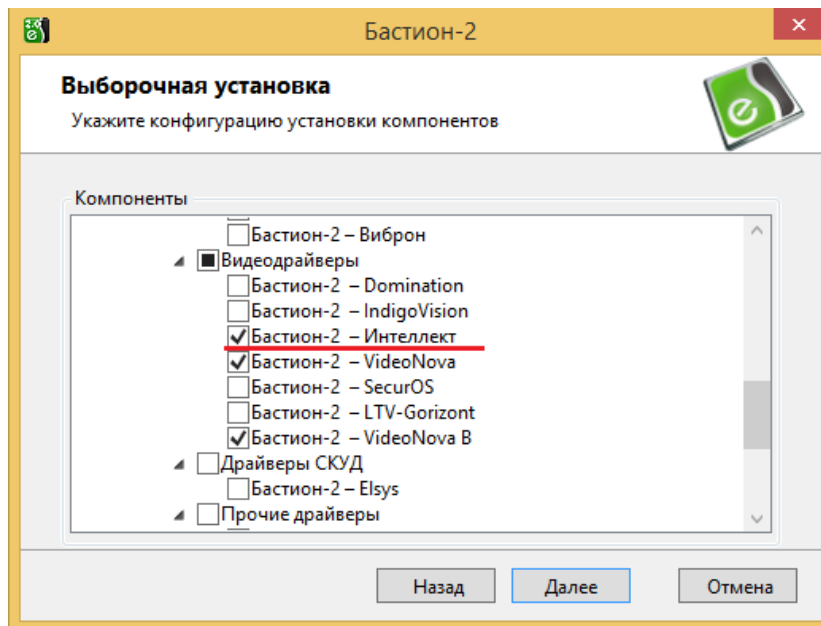 Бастион-2
Выборочная установка
Укажите конфигурацию установки компонентов
Компоненты
Бастион-2 – Виброн
Видеодрайверы
Бастион-2 – Domination
Бастион-2 – IndigoVision
Бастион-2 – Интеллект
Бастион-2 – VideoNova
Бастион-2 – SecurOS
Бастион-2 – LTV-Gorizont
Бастион-2 – VideoNova B
Драйверы СКУД
Бастион-2 – Elsys
Прочие драйверы
Назад Далее Отмена